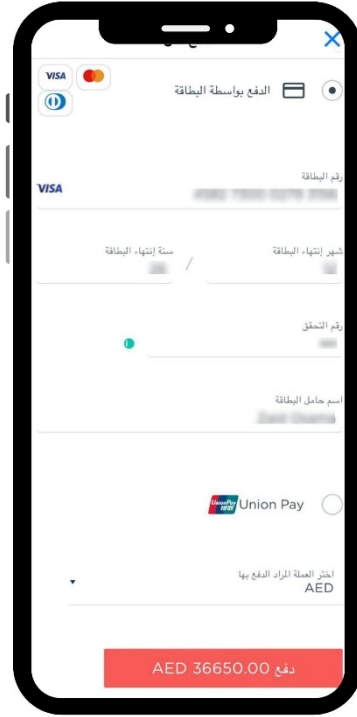 VISA
الدفع بواسطة البطاقة
رقم البطاقة
VISA
شهر إنتهاء البطاقة
/
سنة إنتهاء البطاقة
رقم التحقق
اسم حامل البطاقة
Union Pay
UnionPay
اختر العملة المراد الدفع بها
AED
دفع AED 36650.00